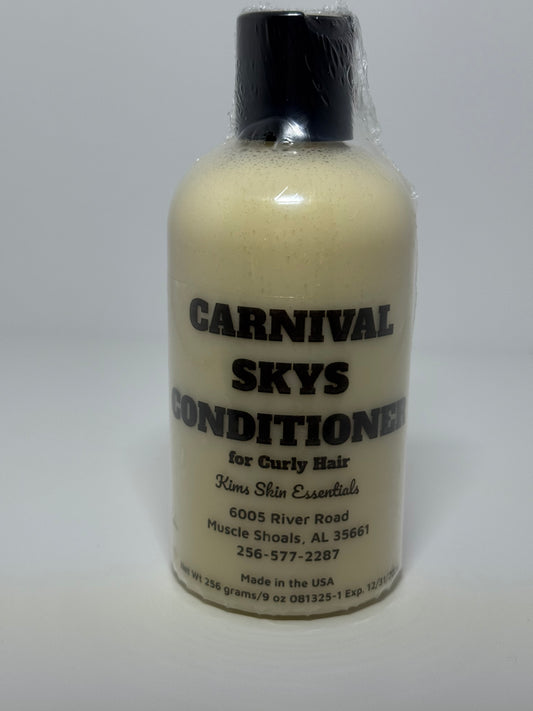 CARNIVAL
SKYS
CONDITIONER
for Curly Hair
Kims Skin Essentials
6005 River Road
Muscle Shoals, AL 35661
256-577-2287
Made in the USA
Net Wt 256 grams/9 oz 081325-1 Exp.